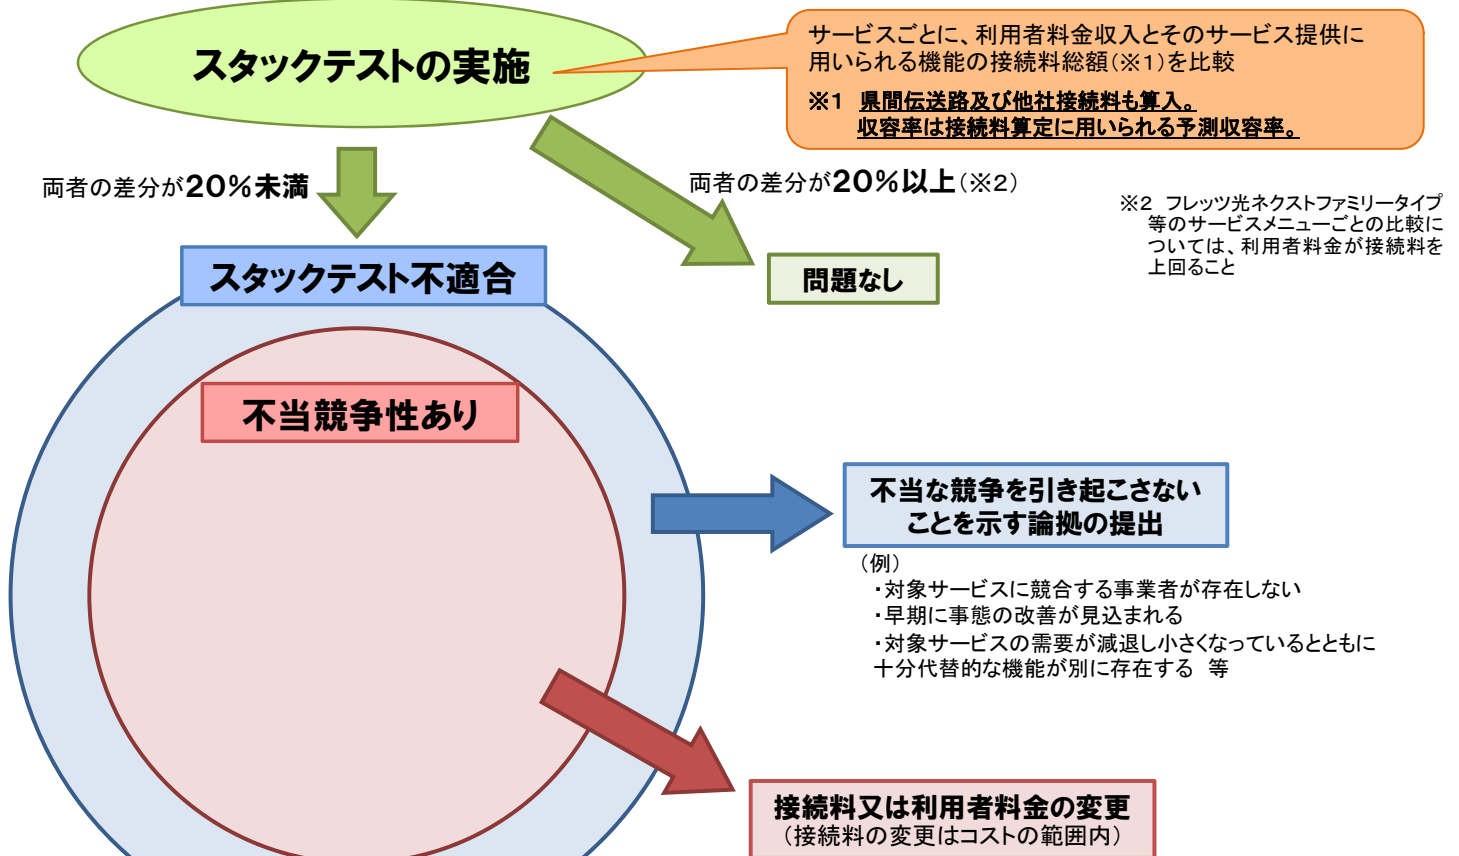 スタックテストの実施
サービスごとに、利用者料金収入とそのサービス提供に
用いられる機能の接続料総額(※1)を比較
※1 県間伝送路及び他社接続料も算入。
収容率は接続料算定に用いられる予測収容率。
両者の差分が20%未満
両者の差分が20%以上(※2)
※2 フレッツ光ネクストファミリータイプ
等のサービスメニューごとの比較に
ついては、利用者料金が接続料を
上回ること
スタックテスト不適合
問題なし
不当競争性あり
不当な競争を引き起こさない
ことを示す論拠の提出
(例)
・対象サービスに競合する事業者が存在しない
・早期に事態の改善が見込まれる
・対象サービスの需要が減退し小さくなっているとともに
十分代替的な機能が別に存在する 等
接続料又は利用者料金の変更
(接続料の変更はコストの範囲内)